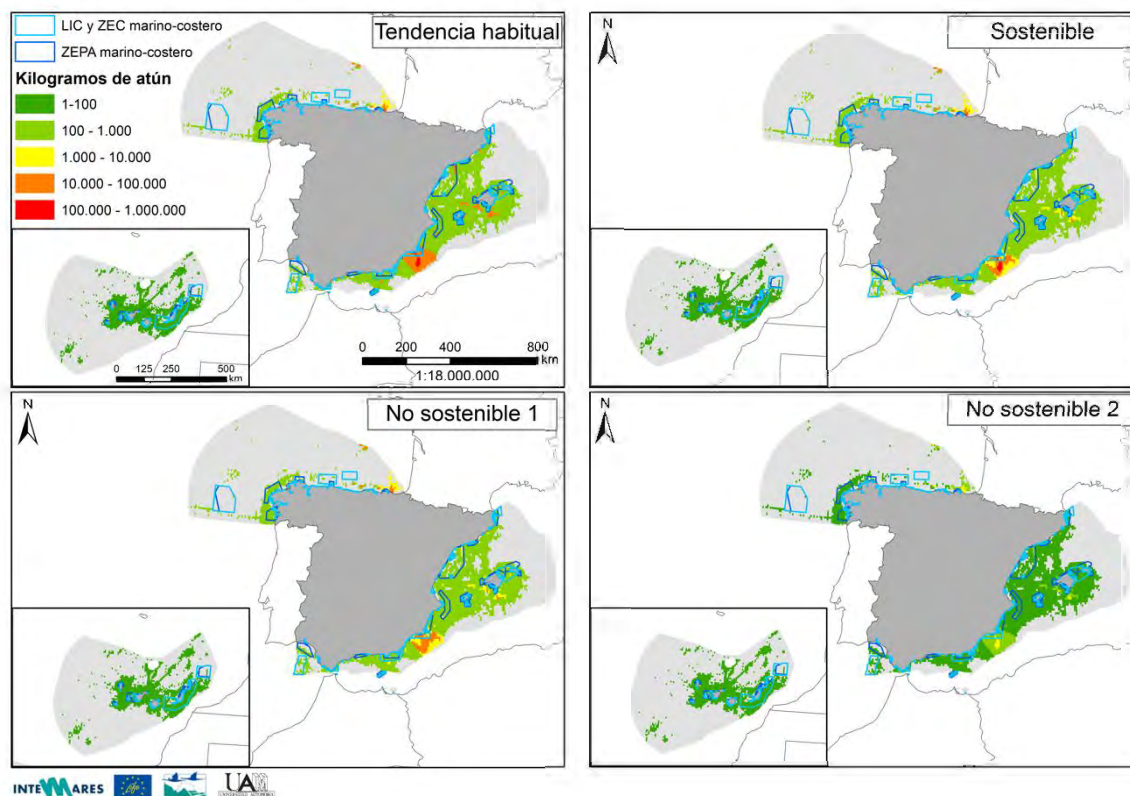 LIC y ZEC marino-costero
ZEPA marino-costero
Kilogramos de atún
1-100
100 - 1.000
1.000 - 10.000
10.000 - 100.000
100.000 - 1.000.000
Tendencia habitual
0 125 250 500
km
0 200 400 800
km
1:18.000.000
N
Sostenible
N
No sostenible 1
N
No sostenible 2
INTEMARES
Life
UA